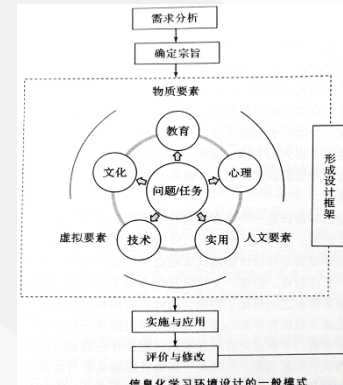 需求分析
确定宗旨
物质要素
教育
文化
心理
问题/任务
形成设计框架
虚拟要素
技术
实用
人文要素
实施与应用
评价与修改
信息化学习环境设计的一般模式